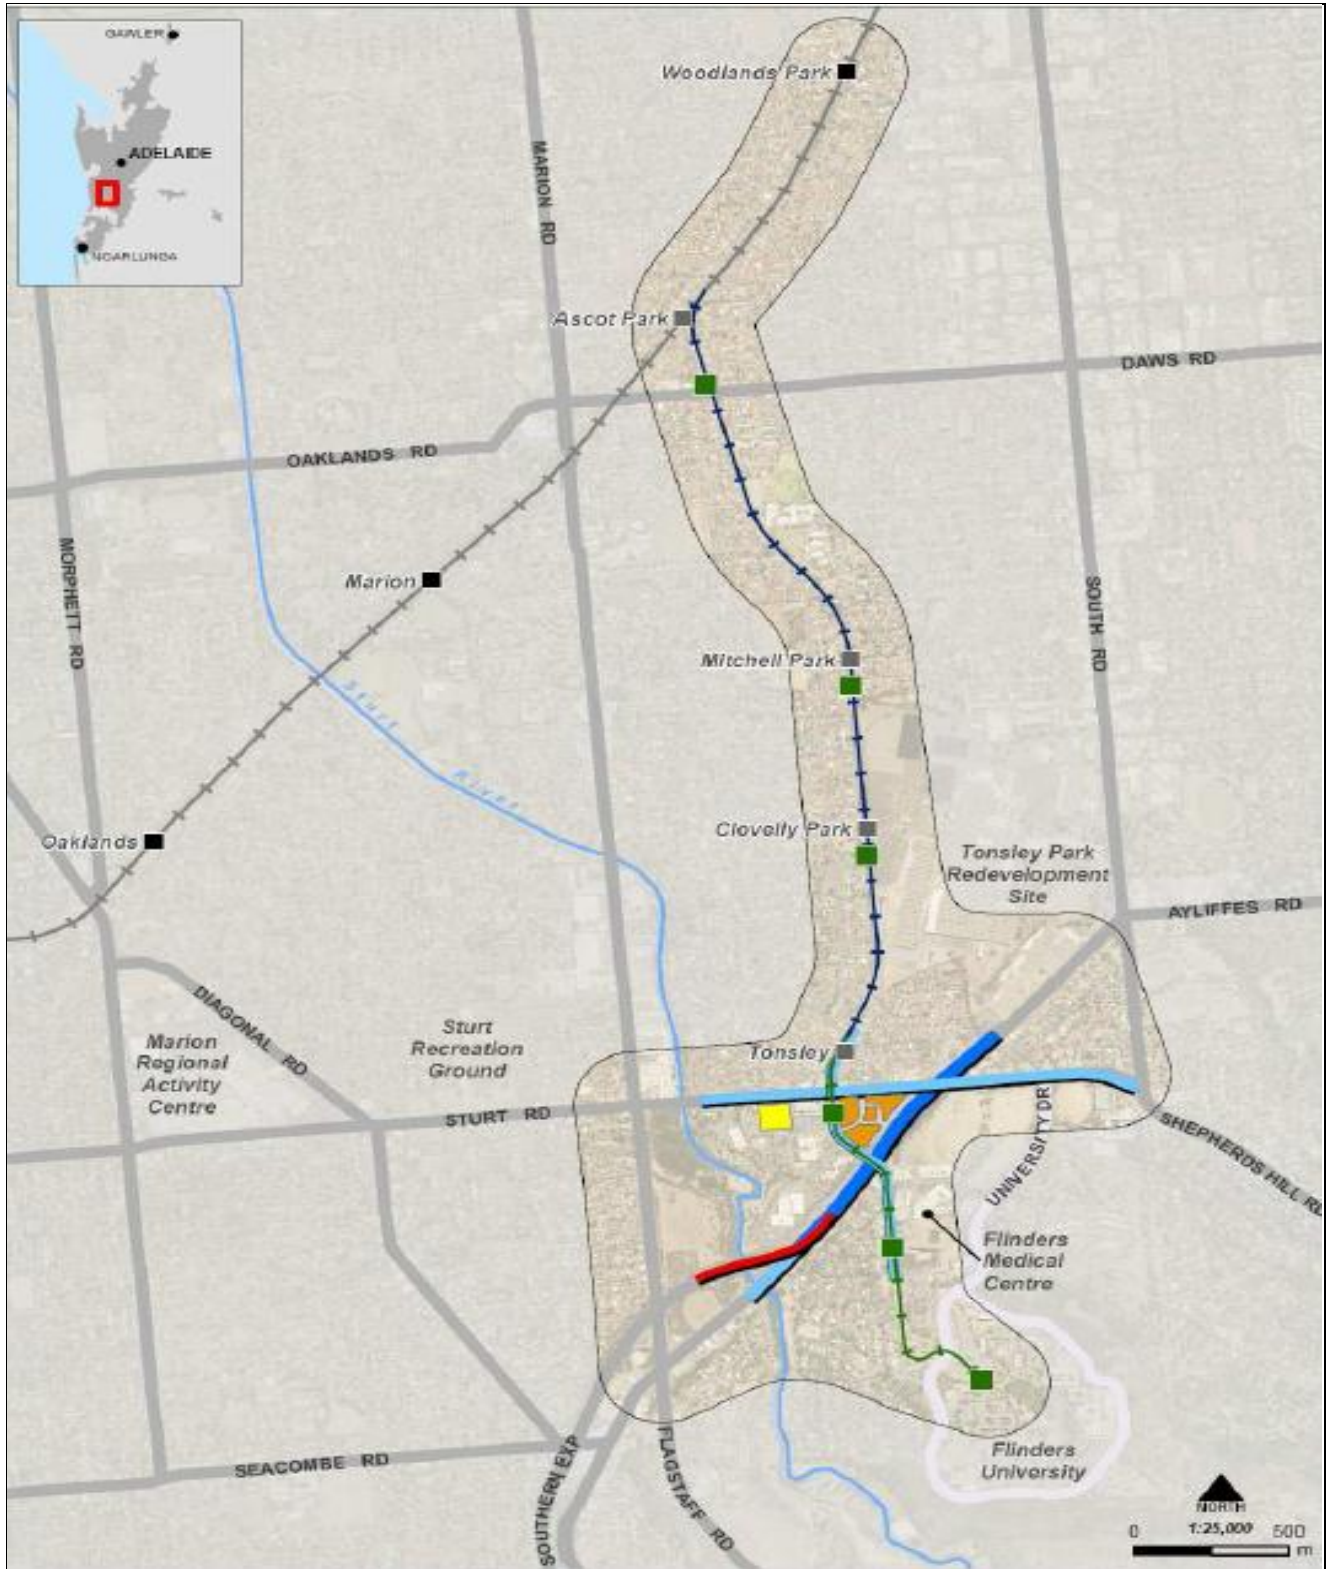 GAWLER
ADELAIDE
NOARLUNGA
Woodlands Park
MARION RD
Ascot Park
DAWS RD
OAKLANDS RD
MORPHETT RD
Marion
SOUTH RD
Mitchell Park
Sturt
River
Clovelly Park
Oaklands
Tonsley Park
Redevelopment
Site
AYLIFFES RD
DIAGONAL RD
Marion
Regional
Activity
Centre
Sturt
Recreation
Ground
Tonsley
STURT RD
UNIVERSITY DR
SHEPHERDS HILL RD
Flinders
Medical
Centre
SEACOMBE RD
SOUTHERN EXP
FLAGSTAFF RD
Flinders
University
NORTH
1:25,000
0 500
m